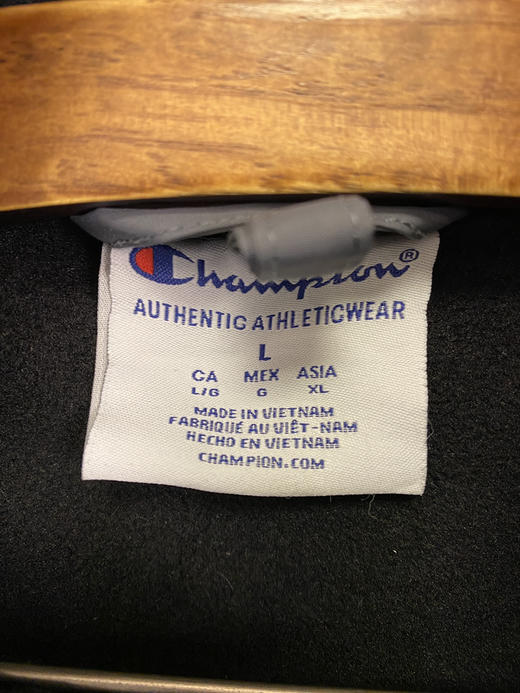 Champion®
AUTHENTIC ATHLETICWEAR
L
CA MEX ASIA
L/G G XL
MADE IN VIETNAM
FABRIQUÉ AU VIÊT-NAM
HECHO EN VIETNAM
CHAMPION.COM